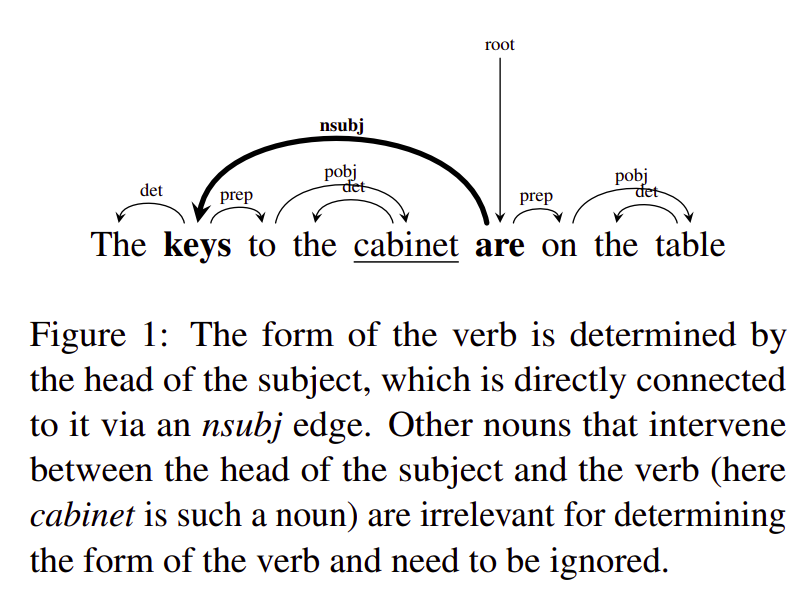 root
nsubj
pobj
pobj
det prep det prep det
The keys to the cabinet are on the table
Figure 1: The form of the verb is determined by
the head of the subject, which is directly connected
to it via an nsubj edge. Other nouns that intervene
between the head of the subject and the verb (here
cabinet is such a noun) are irrelevant for determining
the form of the verb and need to be ignored.